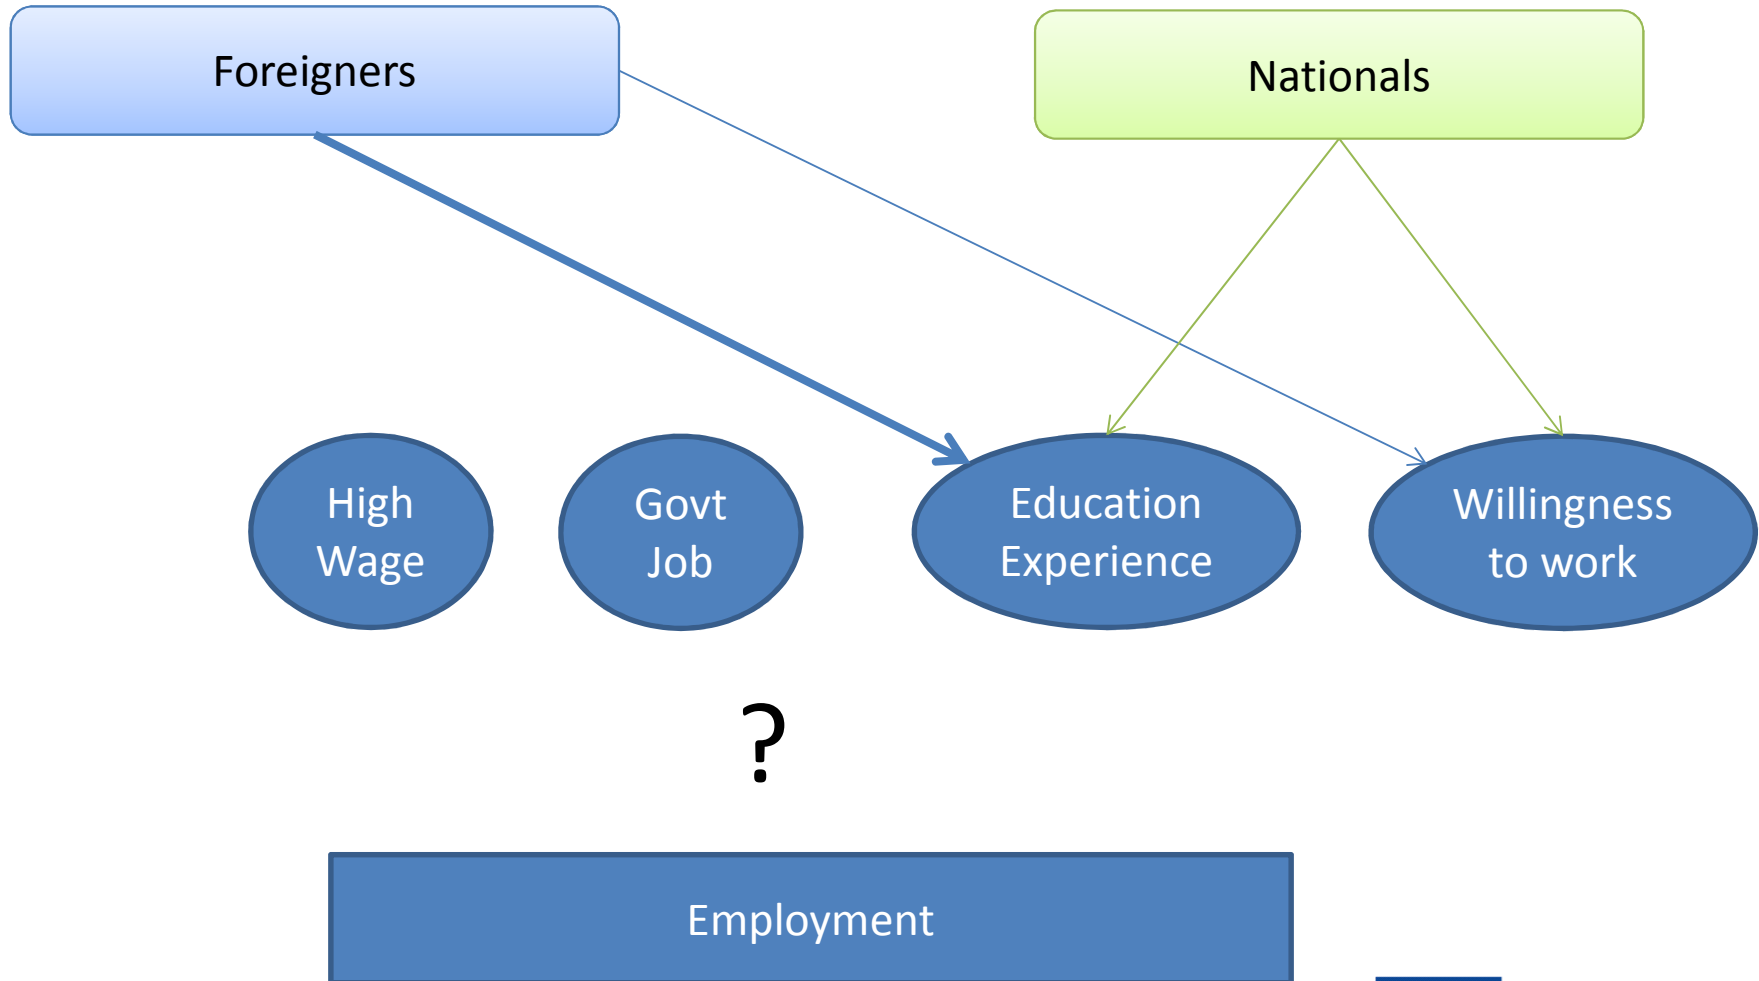 Foreigners
Nationals
High
Wage
Govt
Job
Education
Experience
Willingness
to work
?
Employment